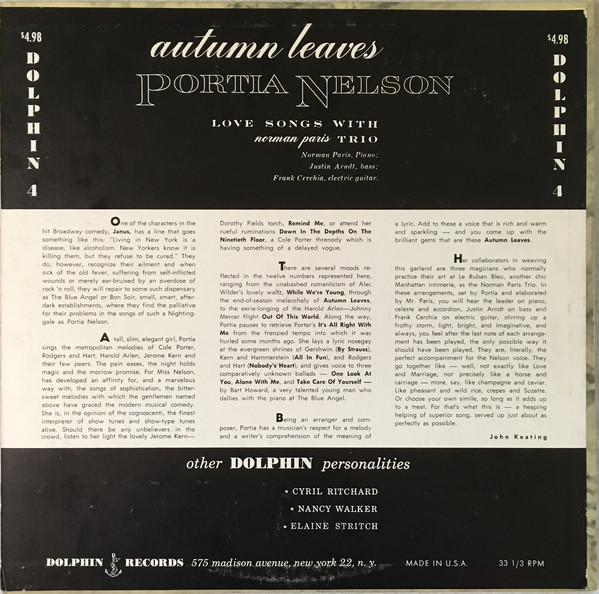 $4.98
DOLPHIN
4
autumn leaves
PORTIA NELSON
LOVE SONGS WITH
norman paris TRIO
Norman Paris, Piano;
Justin Arndt, bass;
Frank Cerchia, electric guitar.
$4.98
DOLPHIN
4
One of the characters in the
hit Broadway comedy, Janus, has a line that goes
something like this: "Living in New York is a
disease, like alcoholism. New Yorkers know it is
killing them, but they refuse to be cured." They
do, however, recognize their ailment and when
sick of the old fever, suffering from self-inflicted
wounds or merely ear-bruised by an overdose of
rock 'n roll, they will repair to some such dispensary
as The Blue Angel or Bon Soir, small, smart, after-
dark establishments, where they find the palliative
for their problems in the songs of such a Nighting-
gale as Portia Nelson.
A tall, slim, elegant girl, Portia
sings the metropolitan melodies of Cole Porter,
Rodgers and Hart, Harold Arlen, Jerome Kern and
their few peers. The pain eases, the night holds
magic and the morrow promise. For Miss Nelson,
has developed an affinity for, and a marvelous
way with, the songs of sophistication, the bitter-
sweet melodies with which the gentlemen named
above have graced the modern musical comedy.
She is, in the opinion of the cognoscenti, the finest
interpreter of show tunes and show-type tunes
alive. Should there be any unbelievers in the
crowd, listen to her light the lovely Jerome Kern—
Dorothy Fields torch, Remind Me, or attend her
rueful ruminations Down In The Depths On The
Ninetieth Floor, a Cole Porter threnody which is
having something of a delayed vogue.
There are several moods re-
flected in the twelve numbers represented here,
ranging from the unabashed romanticism of Alec
Wilder's lovely waltz, While We're Young, through
the end-of-season melancholy of Autumn Leaves,
to the eerie-longing of the Harold Arlen—Johnny
Mercer flight Out Of This World. Along the way,
Portia pauses to retrieve Porter's It's All Right With
Me from the frenzied tempo into which it was
hurled some months ago. She lays a lyric nosegay
at the evergreen shrines of Gershwin (By Strauss),
Kern and Hammerstein (All In Fun), and Rodgers
and Hart (Nobody's Heart); and gives voice to three
comparatively unknown ballads — One Look At
You, Alone With Me, and Take Care Of Yourself —
by Bart Howard, a very talented young man who
dallies with the piano at The Blue Angel.
Being an arranger and com-
poser, Portia has a musician's respect for a melody
and a writer's comprehension of the meaning of
a lyric. Add to these a voice that is rich and warm
and sparkling — and you come up with the
brilliant gems that are these Autumn Leaves.
Her collaborators in weaving
this garland are three magicians who normally
practice their art at Le Ruban Bleu, another chic
Manhattan intimerie, as the Norman Paris Trio. In
these arrangements, set by Portia and elaborated
by Mr. Paris, you will hear the leader on piano,
celeste and accordion, Justin Arndt on bass and
Frank Cerchia on electric guitar, stirring up a
frothy storm, light, bright, and imaginative, and
always, you feel after the end of each arrange-
ment has been played, the only possible way it
should have been played. They are, literally, the
perfect accompaniment for the Nelson voice. They
go together like — well, not exactly like Love
and Marriage, nor precisely like a horse and
carriage — more, say, like champagne and caviar.
Like pheasant and wild rice, crepes and Suzette.
Or choose your own simile, so long as it adds up
to a treat. For that's what this is — a heaping
helping of superior song, served up just about as
perfectly as possible.
John Keating
other DOLPHIN personalities
• CYRIL RITCHARD
• NANCY WALKER
• ELAINE STRITCH
DOLPHIN RECORDS 575 madison avenue, new york 22, n. y. MADE IN U.S.A. 33 1/3 RPM